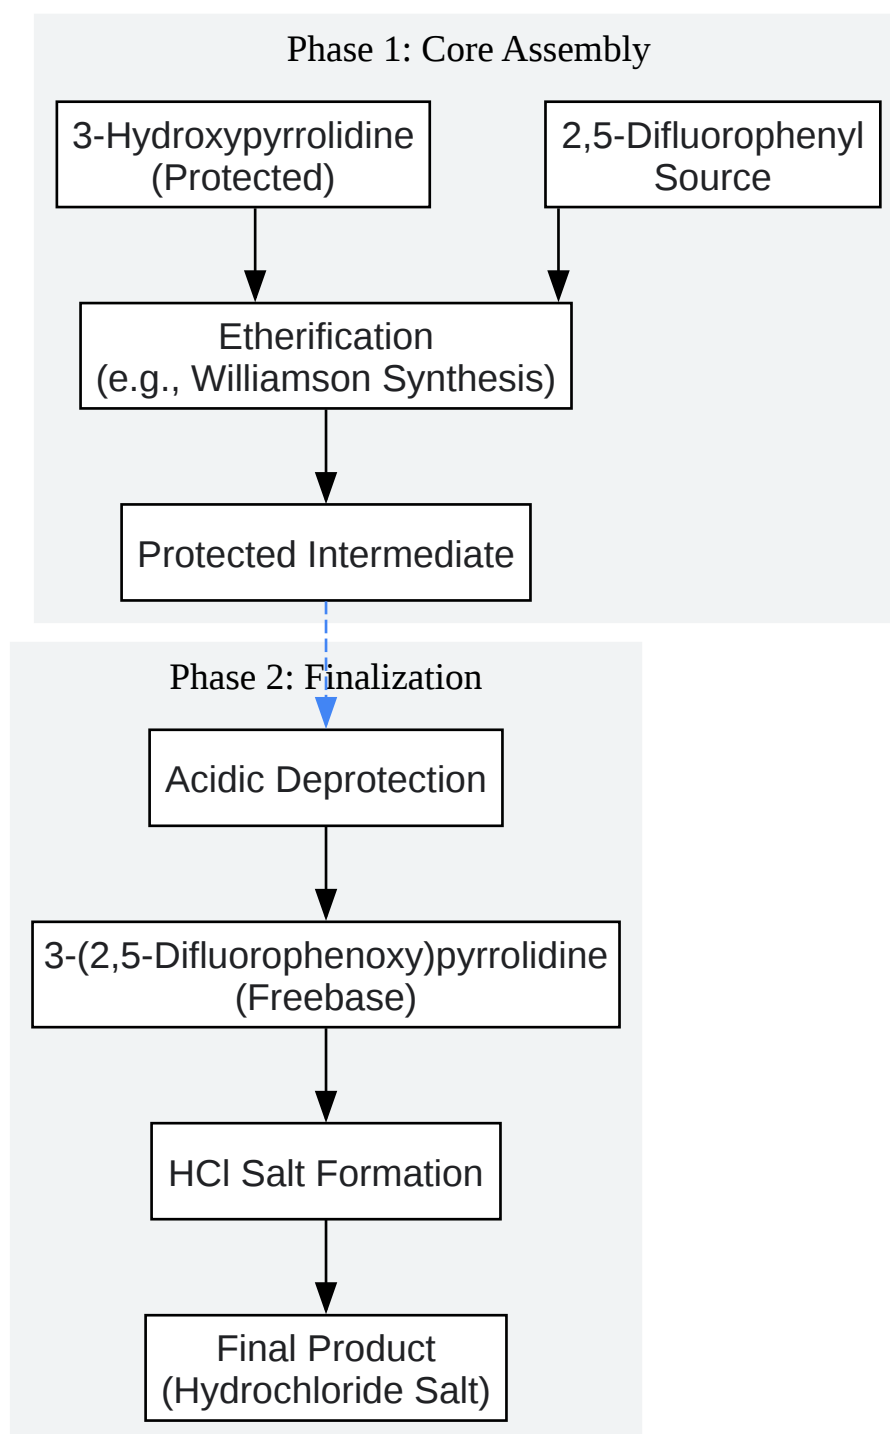 Phase 1: Core Assembly
3-Hydroxypyrrolidine
(Protected)
2,5-Difluorophenyl
Source
Etherification
(e.g., Williamson Synthesis)
Protected Intermediate
Phase 2: Finalization
Acidic Deprotection
3-(2,5-Difluorophenoxy)pyrrolidine
(Freebase)
HCl Salt Formation
Final Product
(Hydrochloride Salt)